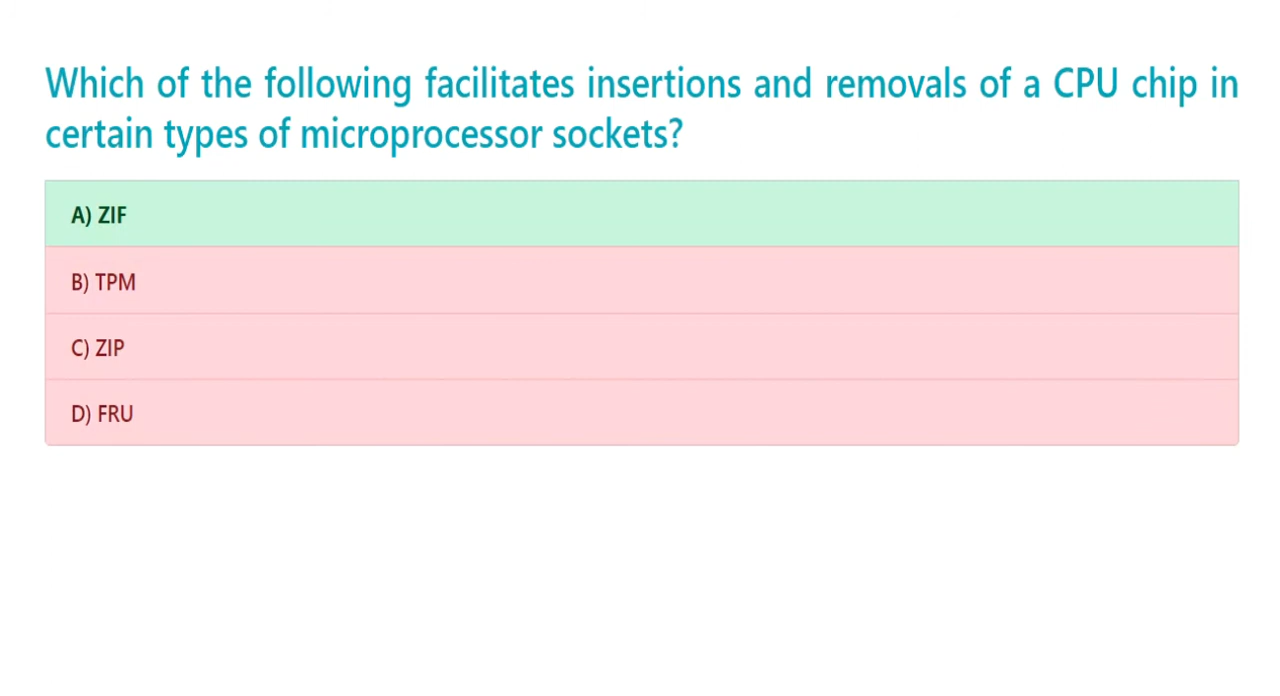 Which of the following facilitates insertions and removals of a CPU chip in
certain types of microprocessor sockets?
A) ZIF
B) TPM
C) ZIP
D) FRU